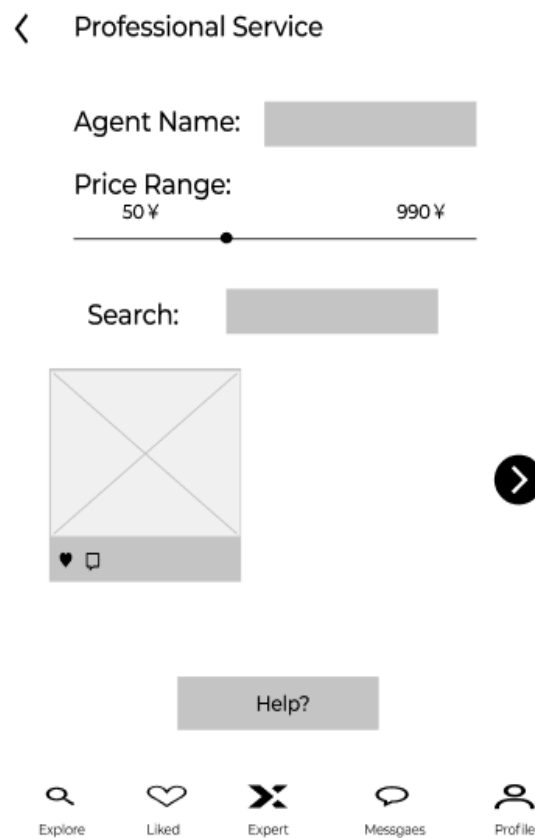 Professional Service
Agent Name:
Price Range:
50 ¥ 990 ¥
Search:
Help?
Explore Liked Expert Messgaes Profile